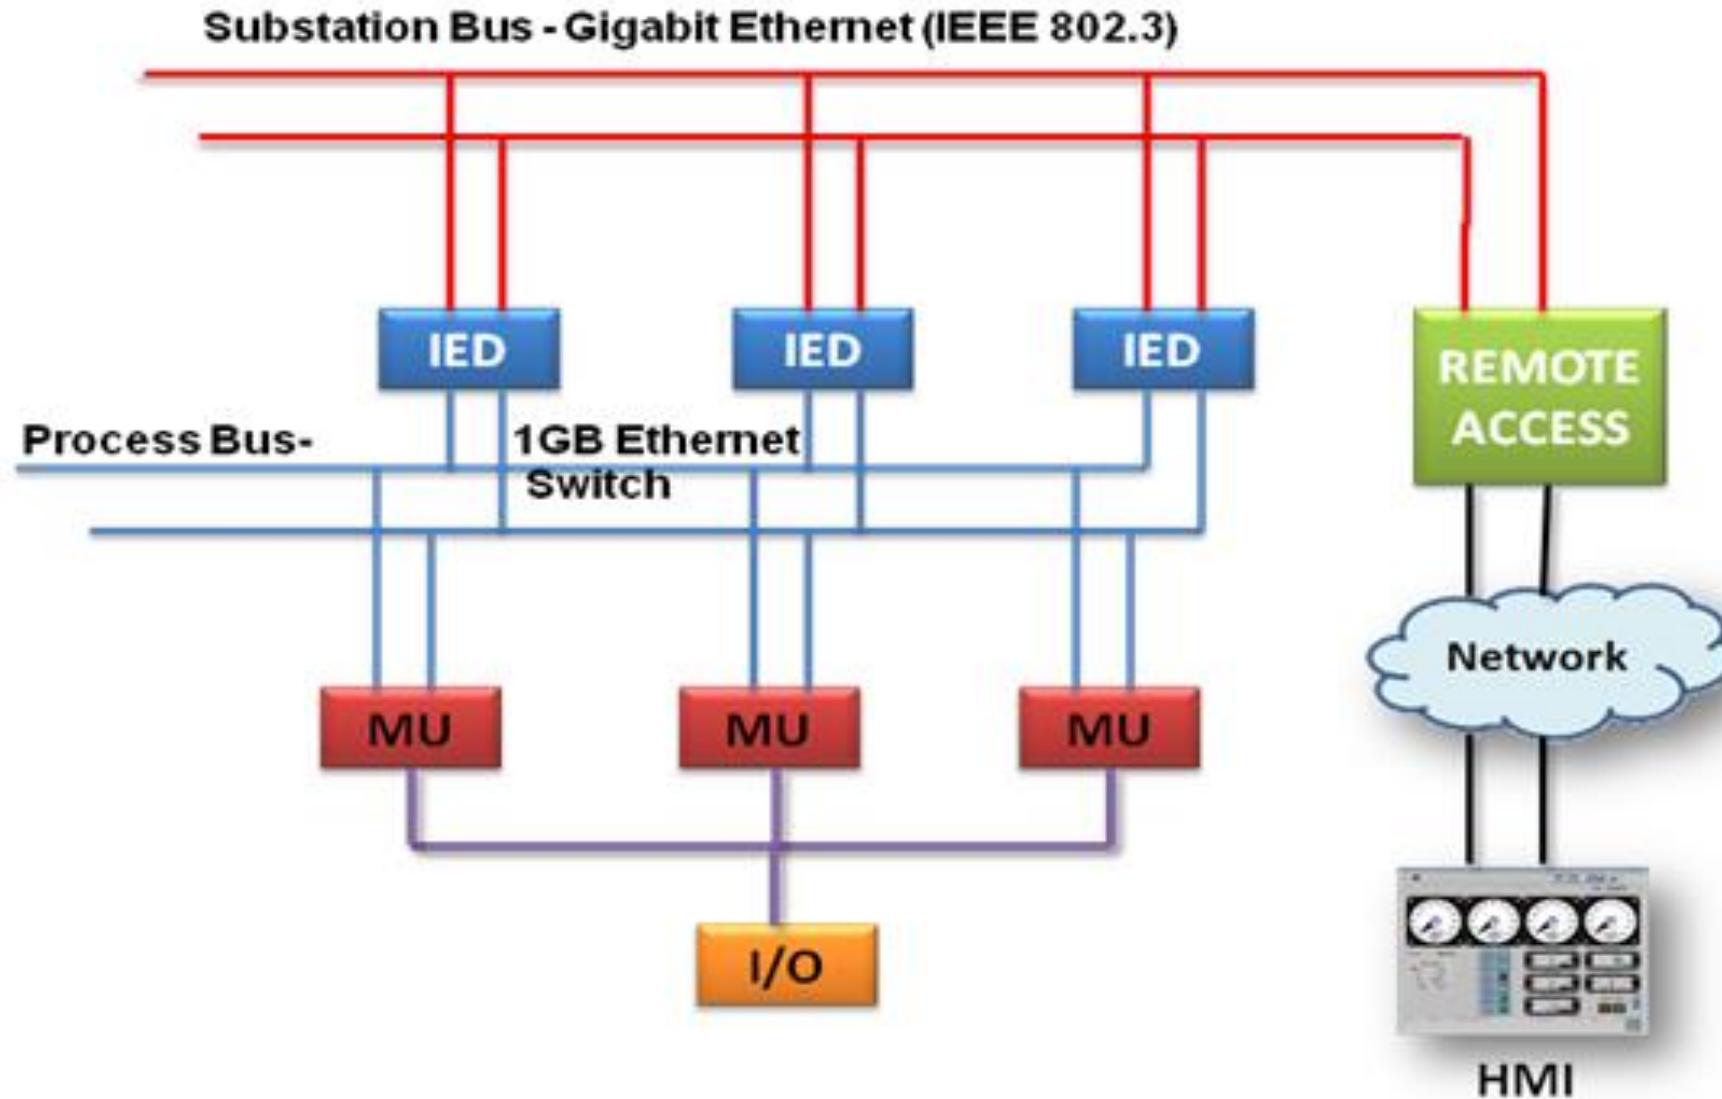 Substation Bus - Gigabit Ethernet (IEEE 802.3)
IED
IED
IED
REMOTE
ACCESS
Process Bus-
1GB Ethernet
Switch
Network
MU
MU
MU
I/O
HMI